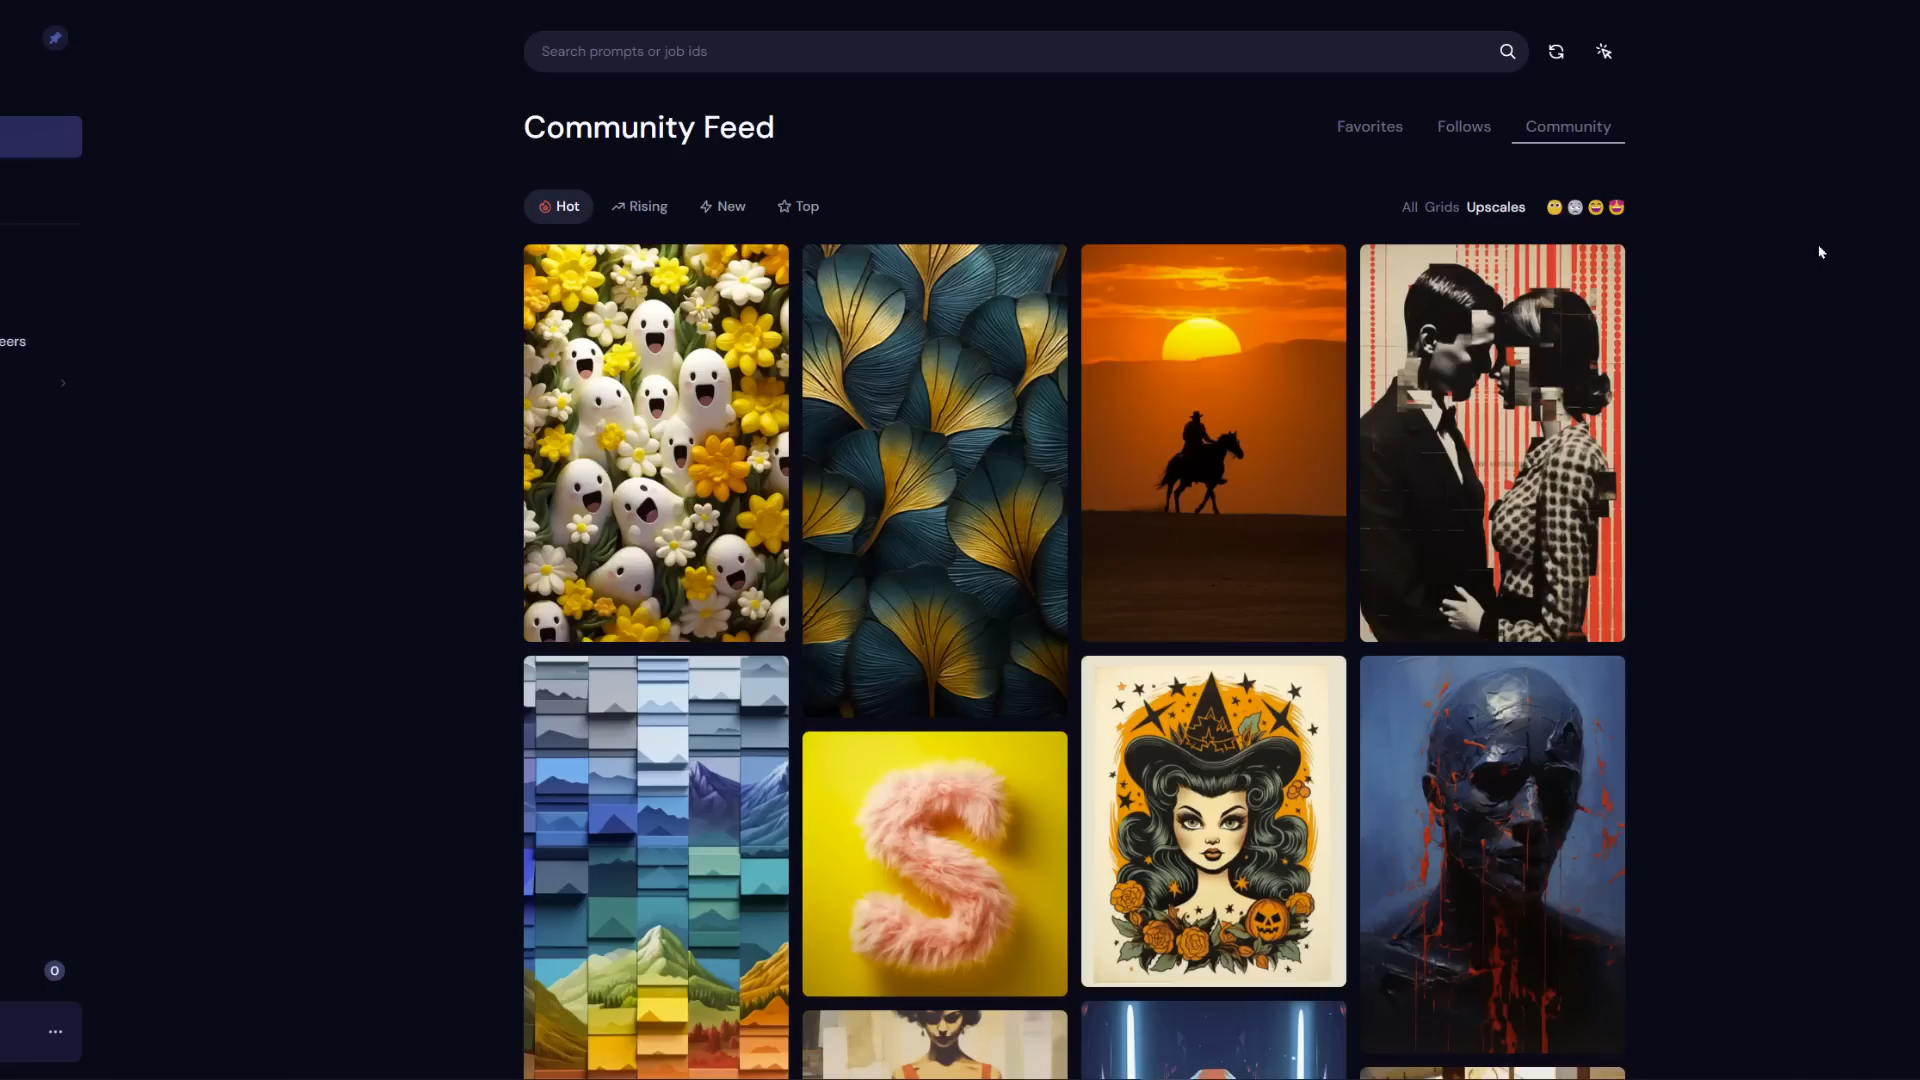 Search prompts or job ids
Community Feed
Favorites Follows Community
Hot Rising New Top
All Grids Upscales
eers
S
0